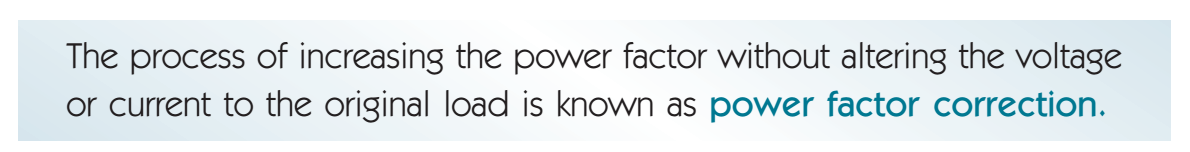 The process of increasing the power factor without altering the voltage
or current to the original load is known as power factor correction.